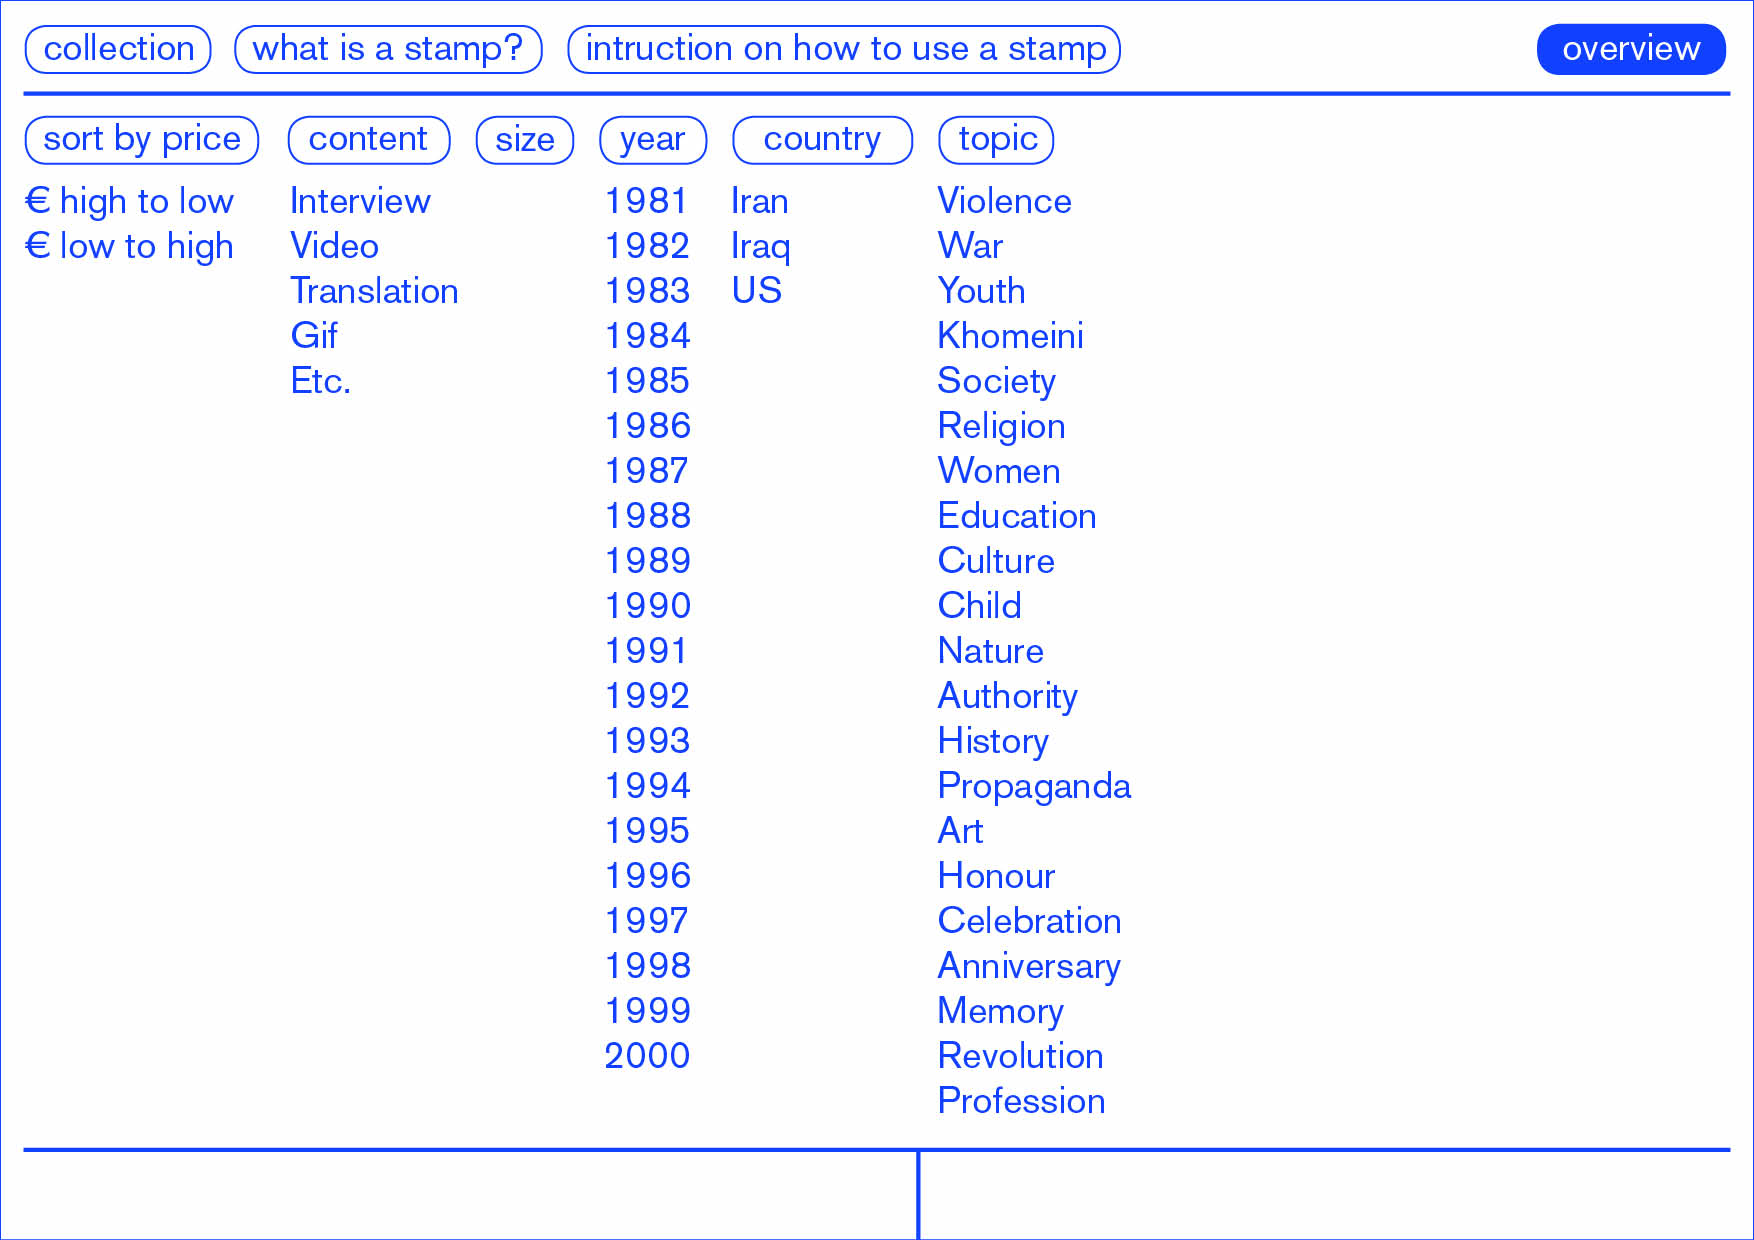 collection
what is a stamp?
intruction on how to use a stamp
overview
sort by price
€ high to low
€ low to high
content
Interview
Video
Translation
Gif
Etc.
size
year
1981
1982
1983
1984
1985
1986
1987
1988
1989
1990
1991
1992
1993
1994
1995
1996
1997
1998
1999
2000
country
Iran
Iraq
US
topic
Violence
War
Youth
Khomeini
Society
Religion
Women
Education
Culture
Child
Nature
Authority
History
Propaganda
Art
Honour
Celebration
Anniversary
Memory
Revolution
Profession